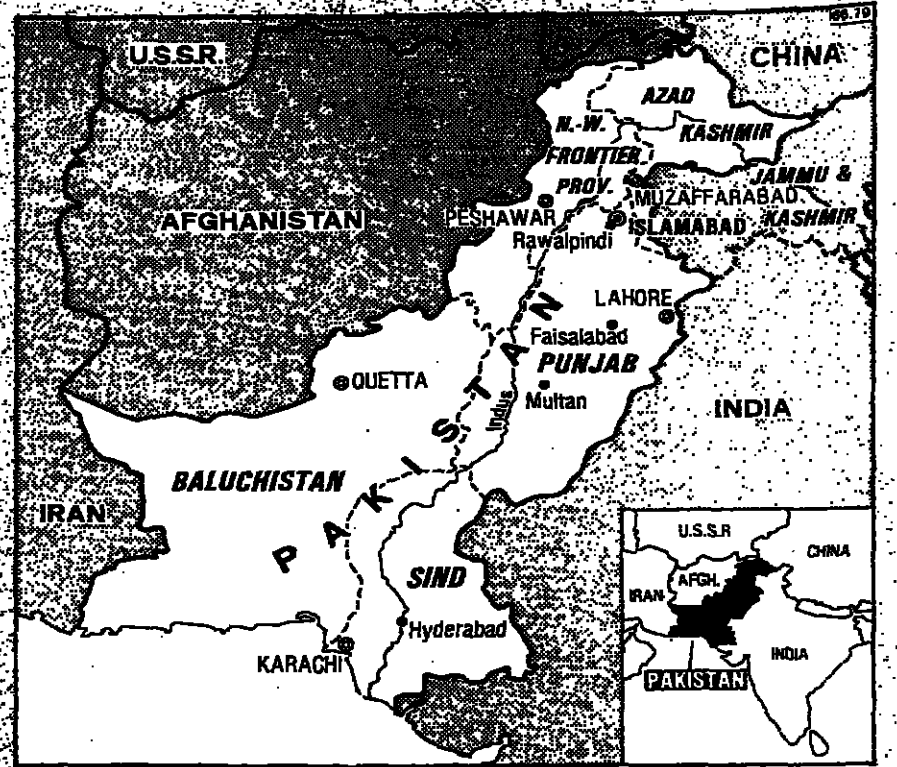 U.S.S.R.
CHINA
AZAD
KASHMIR
N.-W.
FRONTIER
PROV.
JAMMU &
KASHMIR
MUZAFFARABAD
PESHAWAR
ISLAMABAD
Rawalpindi
AFGHANISTAN
LAHORE
Faisalabad
PUNJAB
QUETTA
Multan
Indus
INDIA
PAKISTAN
BALUCHISTAN
IRAN
SIND
Hyderabad
KARACHI
U.S.S.R
CHINA
AFGH.
IRAN
INDIA
PAKISTAN